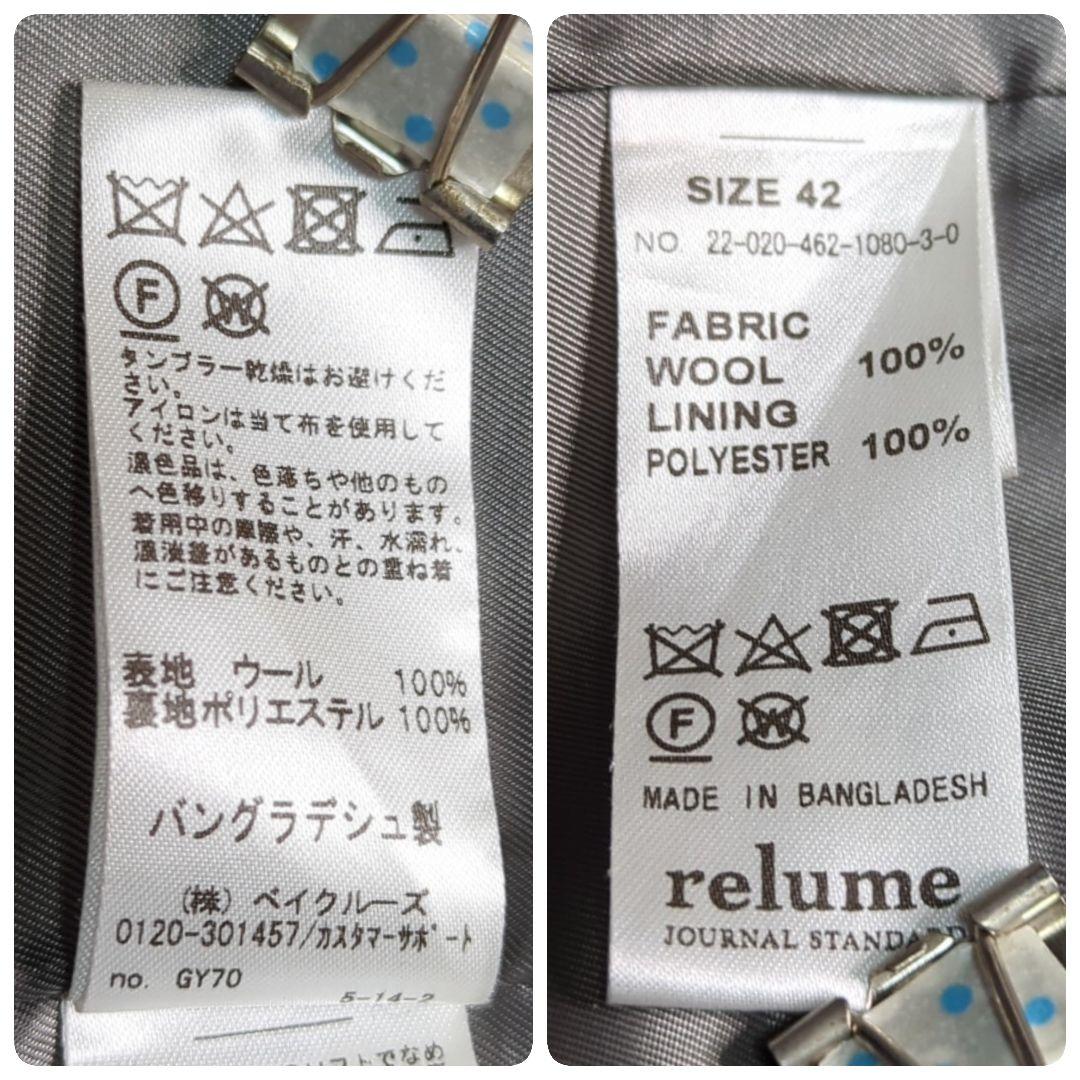 F
W
タンブラー乾燥はお避けくだ
さい。
アイロンは当て布を使用して
ください。
濃色品は、色落ちや他のもの
へ色移りすることがあります。
着用中の摩擦や、汗、水濡れ、
湿潤差があるものとの重ね着
にご注意ください。
表地 ウール 100%
裏地ポリエステル 100%
バングラデシュ製
(株) ベイクルーズ
0120-301457/カスタマーサポート
no. GY70
5-14-2
SIZE 42
NO. 22-020-462-1080-3-0
FABRIC
WOOL 100%
LINING
POLYESTER 100%
F
W
MADE IN BANGLADESH
relume
JOURNAL STANDARD